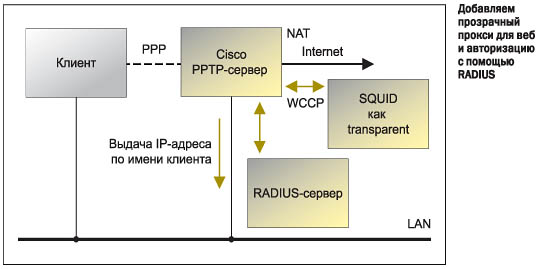 Добавляем
прозрачный
прокси для веб
и авторизацию
с помощью
RADIUS
NAT
Клиент
PPP
Cisco
PPTP-сервер
Internet
WCCP
SQUID
как
transparent
Выдача IP-адреса
по имени клиента
RADIUS-сервер
LAN